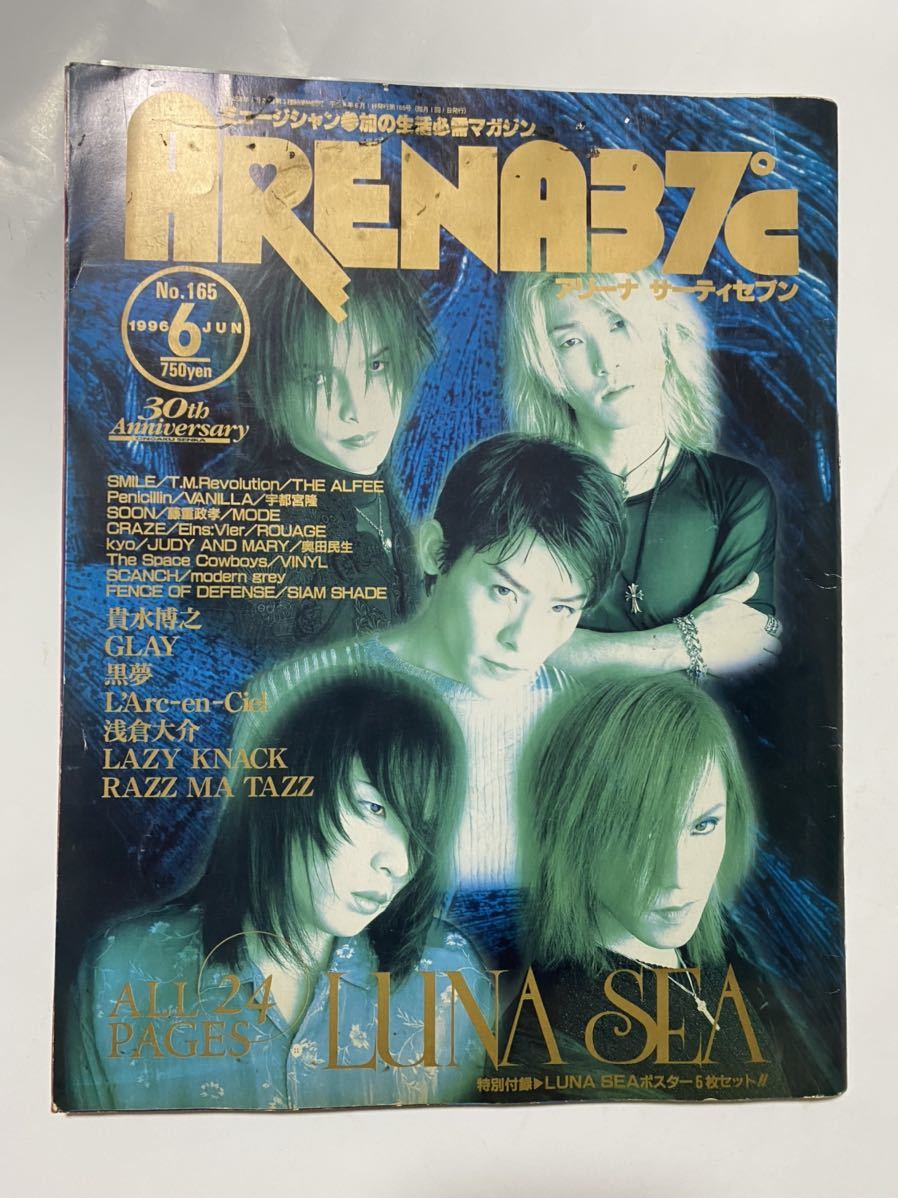 ミュージシャン参加の生活必需マガジン
ARENA37℃
アリーナ サーティセブン
No.165
1996 6 JUN
750yen
30th
Anniversary
ONGAKU SENKA
SMILE/T.M.Revolution/THE ALFEE
Penicillin/VANILLA/宇都宮隆
SOON/藤重政孝/MODE
CRAZE/Eins:Vier/ROUAGE
kyo/JUDY AND MARY/奥田民生
The Space Cowboys/VINYL
SCANCH/modern grey
FENCE OF DEFENSE/SIAM SHADE
貴水博之
GLAY
黒夢
L'Arc-en-Ciel
浅倉大介
LAZY KNACK
RAZZ MA TAZZ
ALL 24
PAGES
LUNA SEA
特別付録▶LUNA SEAポスター6枚セット!!